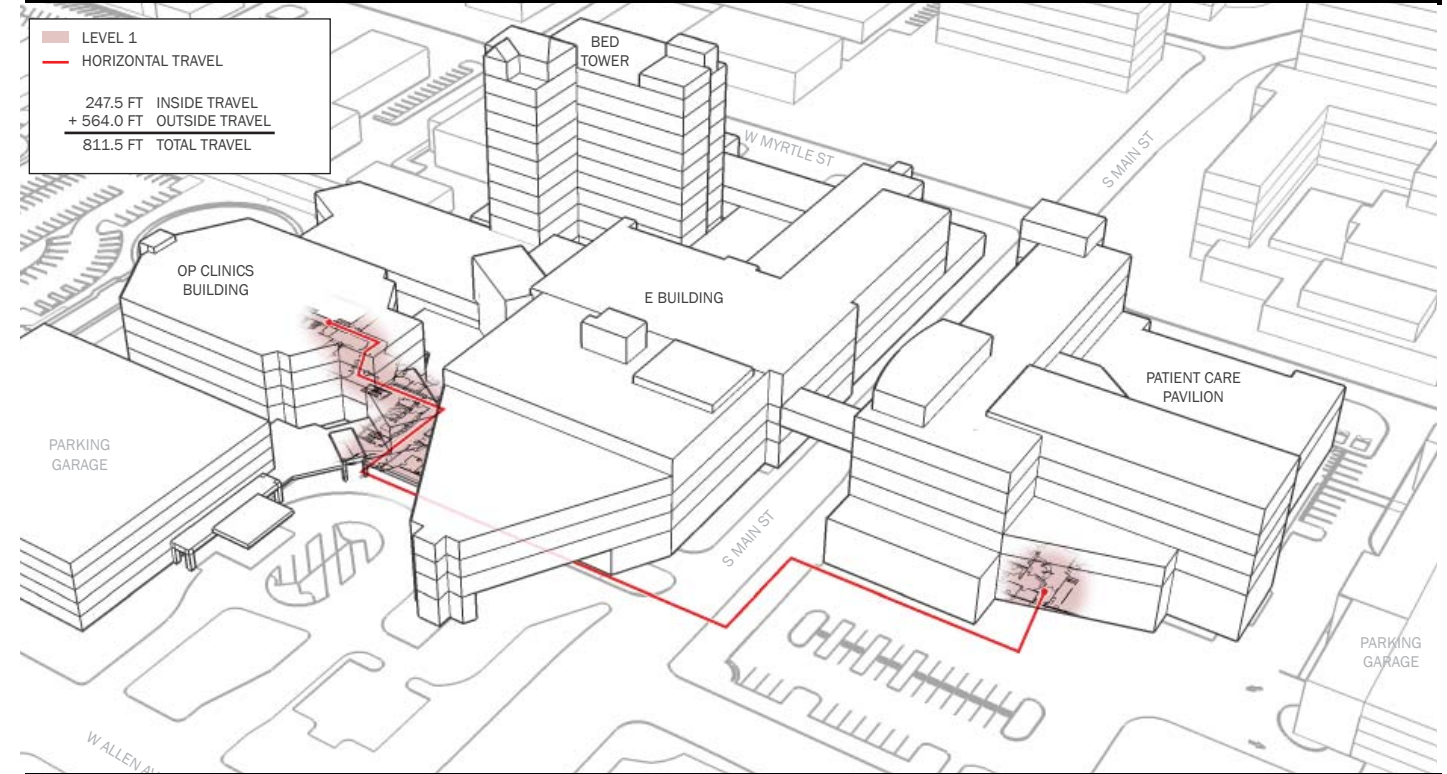 LEVEL 1
HORIZONTAL TRAVEL
247.5 FT INSIDE TRAVEL
+ 564.0 FT OUTSIDE TRAVEL
811.5 FT TOTAL TRAVEL
BED
TOWER
W MYRTLE ST
S MAIN ST
OP CLINICS
BUILDING
E BUILDING
PATIENT CARE
PAVILION
PARKING
GARAGE
S MAIN ST
PARKING
GARAGE
W ALLEN AV